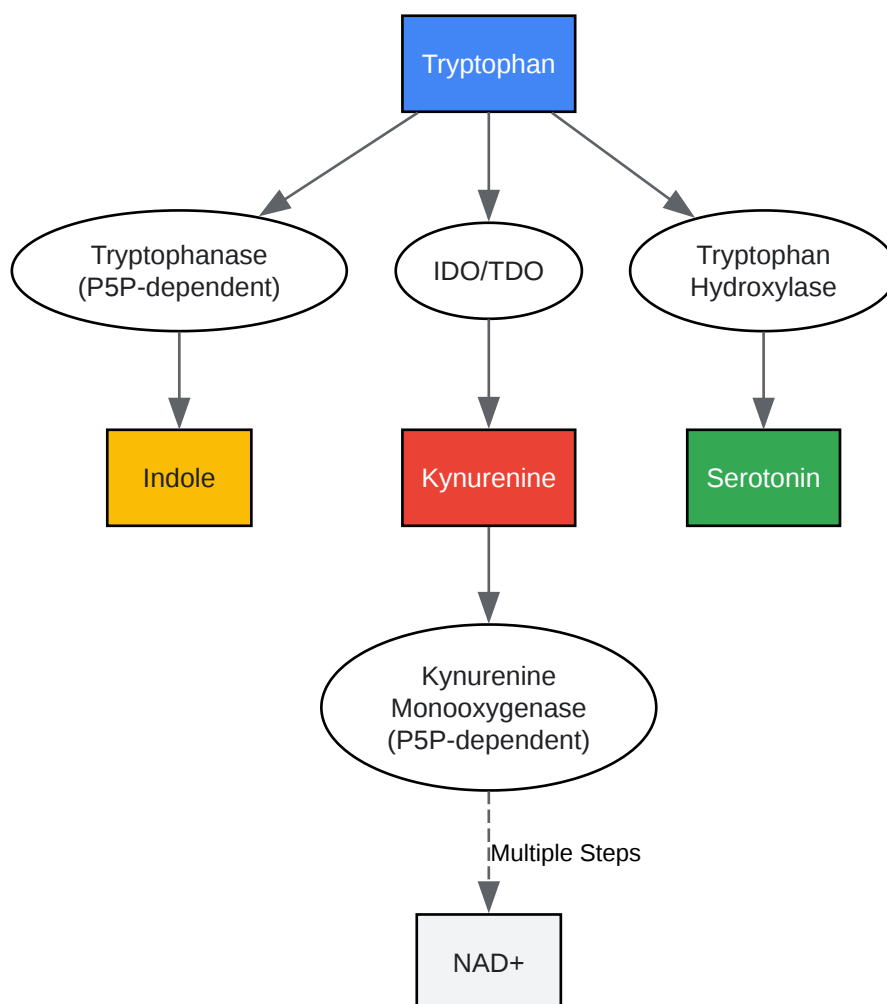 Tryptophan
Tryptophanase
(P5P-dependent)
IDO/TDO
Tryptophan
Hydroxylase
Indole
Kynurenine
Serotonin
Kynurenine
Monooxygenase
(P5P-dependent)
Multiple Steps
NAD+